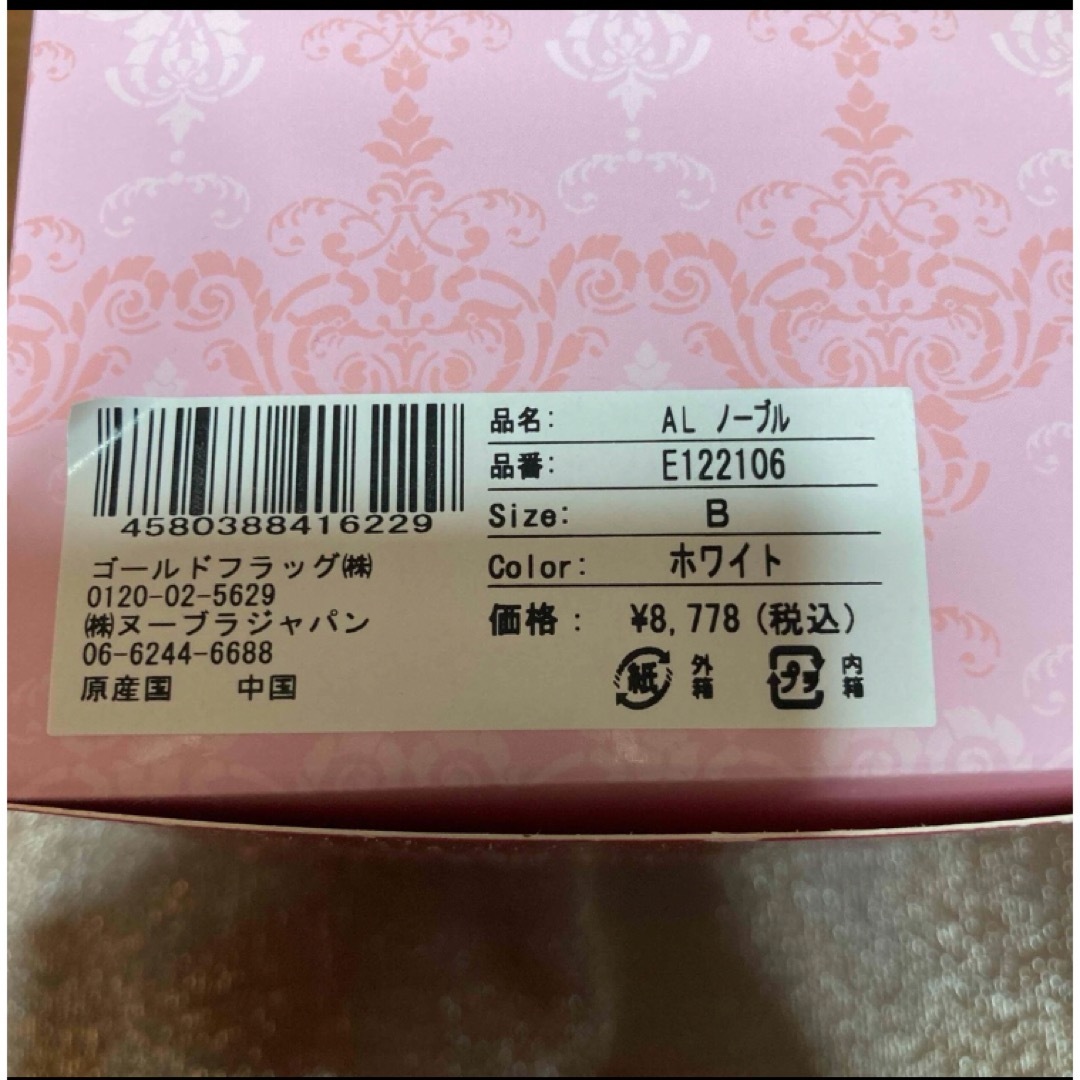 4580388416229
ゴールドフラッグ㈱
0120-02-5629
㈱ヌーブラジャパン
06-6244-6688
原産国 中国
品名: AL ノーブル
品番: E122106
Size: B
Color: ホワイト
価格: ¥8,778(税込)
紙 外箱 プラ 内箱